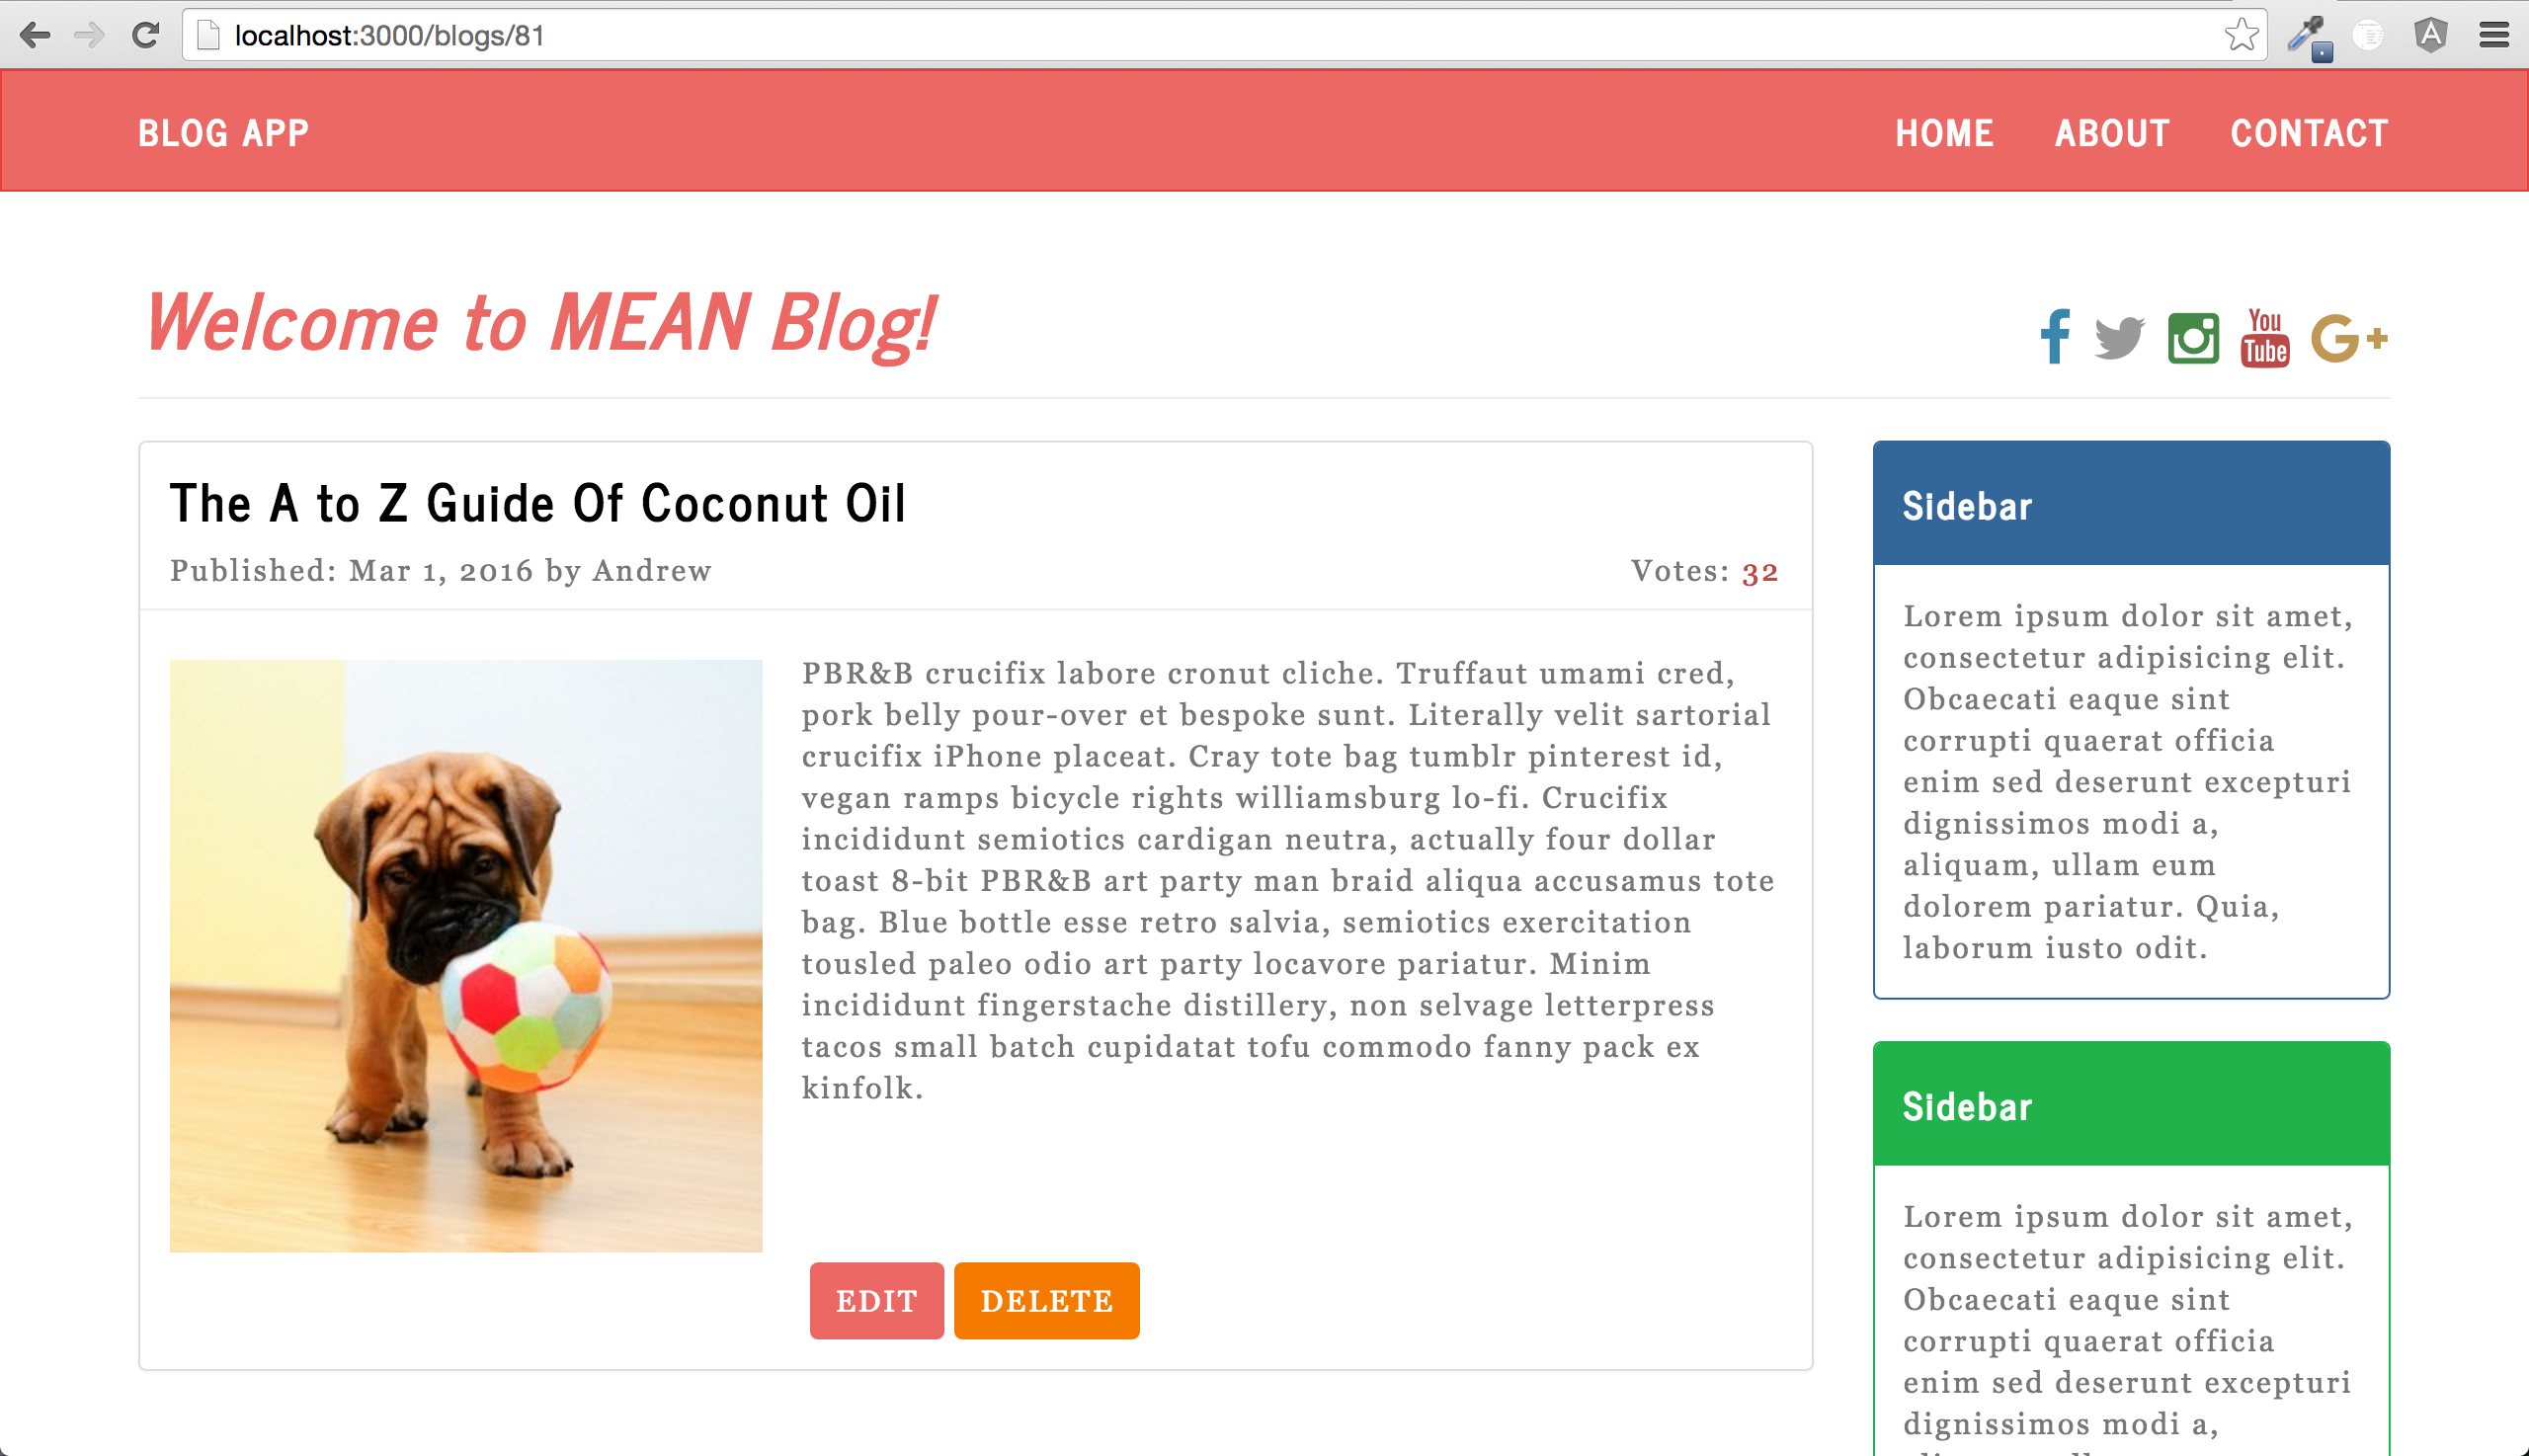 localhost:3000/blogs/81
BLOG APP
HOME ABOUT CONTACT
Welcome to MEAN Blog!
You
Tube
G+
The A to Z Guide Of Coconut Oil
Published: Mar 1, 2016 by Andrew
Votes: 32
PBR&B crucifix labore cronut cliche. Truffaut umami cred,
pork belly pour-over et bespoke sunt. Literally velit sartorial
crucifix iPhone placeat. Cray tote bag tumblr pinterest id,
vegan ramps bicycle rights williamsburg lo-fi. Crucifix
incididunt semiotics cardigan neutra, actually four dollar
toast 8-bit PBR&B art party man braid aliqua accusamus tote
bag. Blue bottle esse retro salvia, semiotics exercitation
tousled paleo odio art party locavore pariatur. Minim
incididunt fingerstache distillery, non selvage letterpress
tacos small batch cupidatat tofu commodo fanny pack ex
kinfolk.
EDIT DELETE
Sidebar
Lorem ipsum dolor sit amet,
consectetur adipisicing elit.
Obcaecati eaque sint
corrupti quaerat officia
enim sed deserunt excepturi
dignissimos modi a,
aliquam, ullam eum
dolorem pariatur. Quia,
laborum iusto odit.
Sidebar
Lorem ipsum dolor sit amet,
consectetur adipisicing elit.
Obcaecati eaque sint
corrupti quaerat officia
enim sed deserunt excepturi
dignissimos modi a,